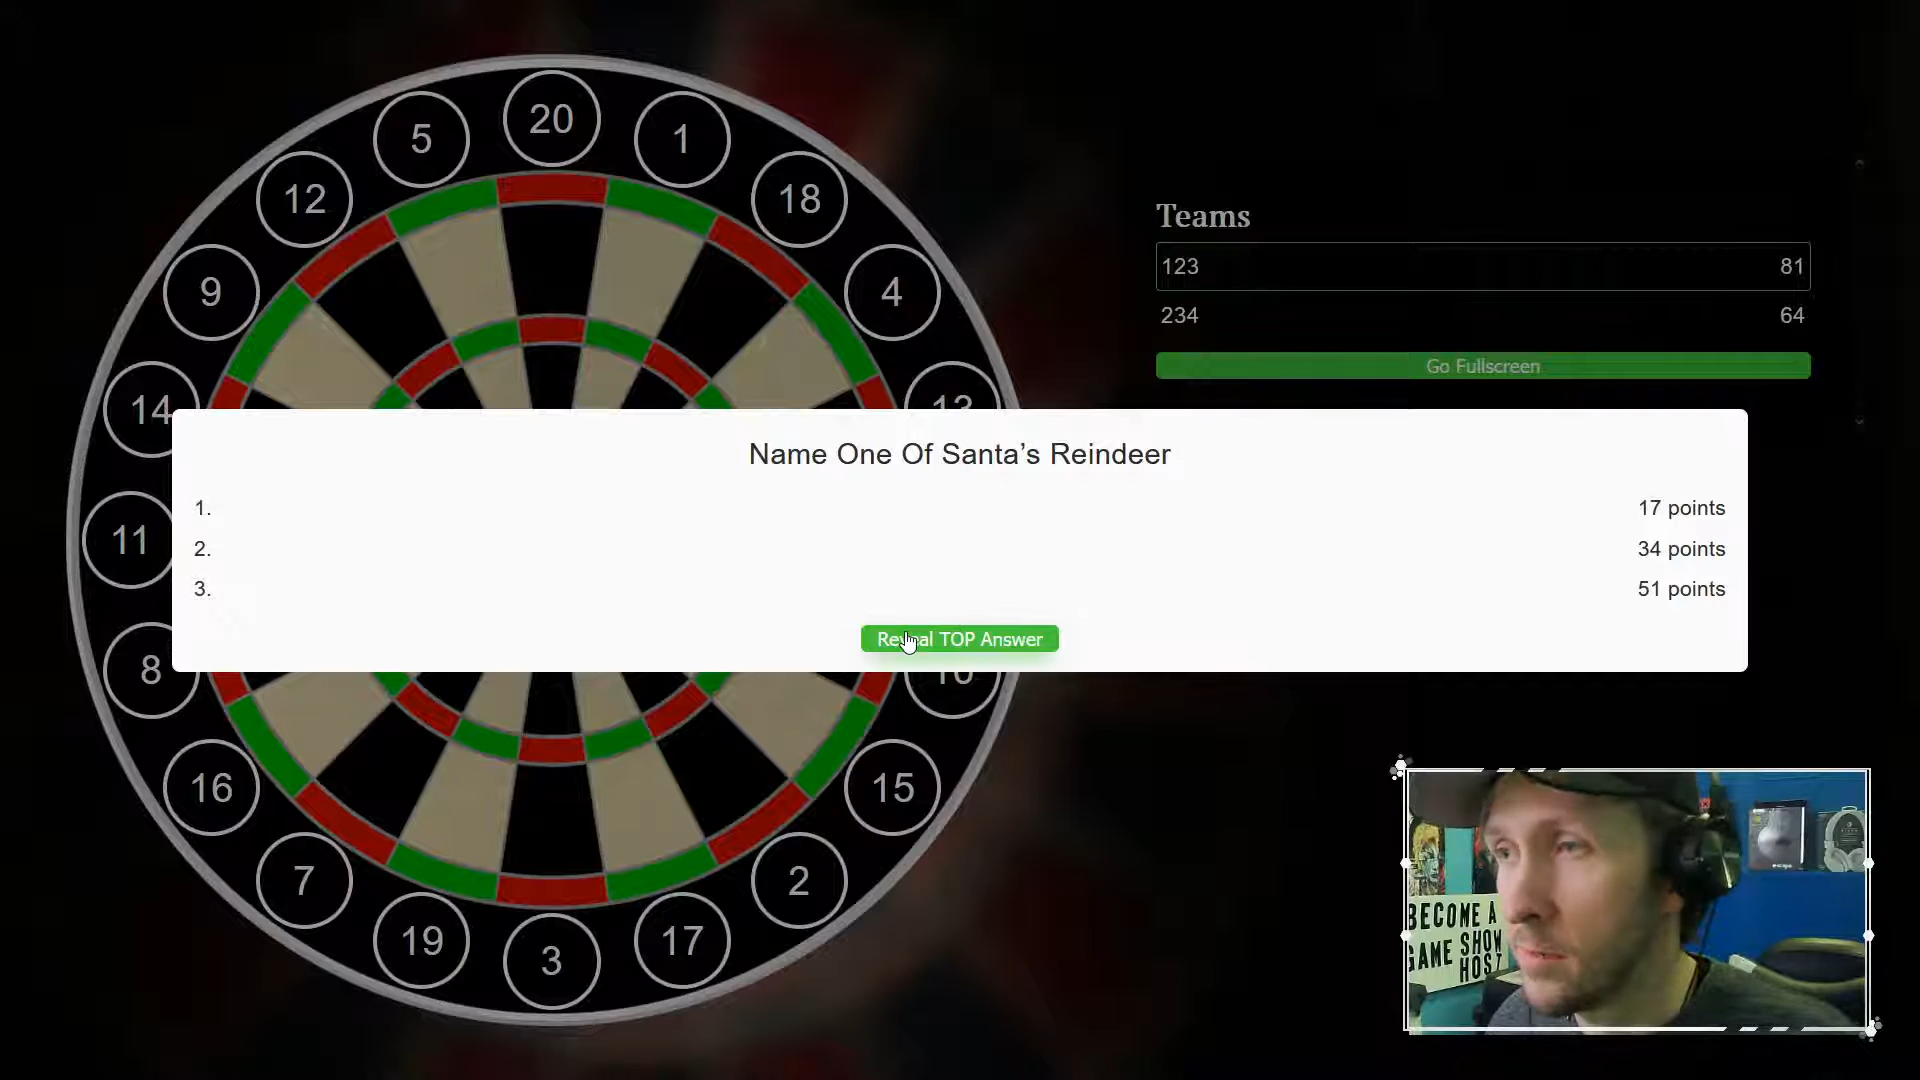 20
5
1
12
18
9
4
14
13
11
8
10
16
15
7
2
19
17
3
Teams
123 81
234 64
Go Fullscreen
Name One Of Santa’s Reindeer
1. 17 points
2. 34 points
3. 51 points
Reveal TOP Answer
BECOME A
GAME SHOW
HOST